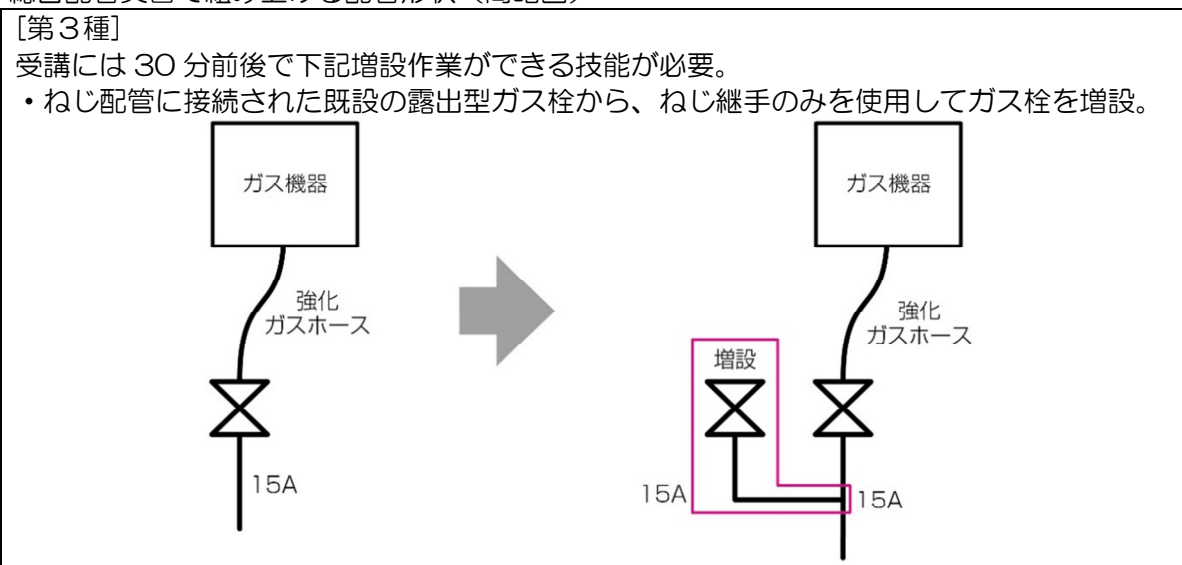 [第３種]
受講には 30 分前後で下記増設作業ができる技能が必要。
・ねじ配管に接続された既設の露出型ガス栓から、ねじ継手のみを使用してガス栓を増設。
ガス機器
強化
ガスホース
15A
ガス機器
強化
ガスホース
増設
15A
15A